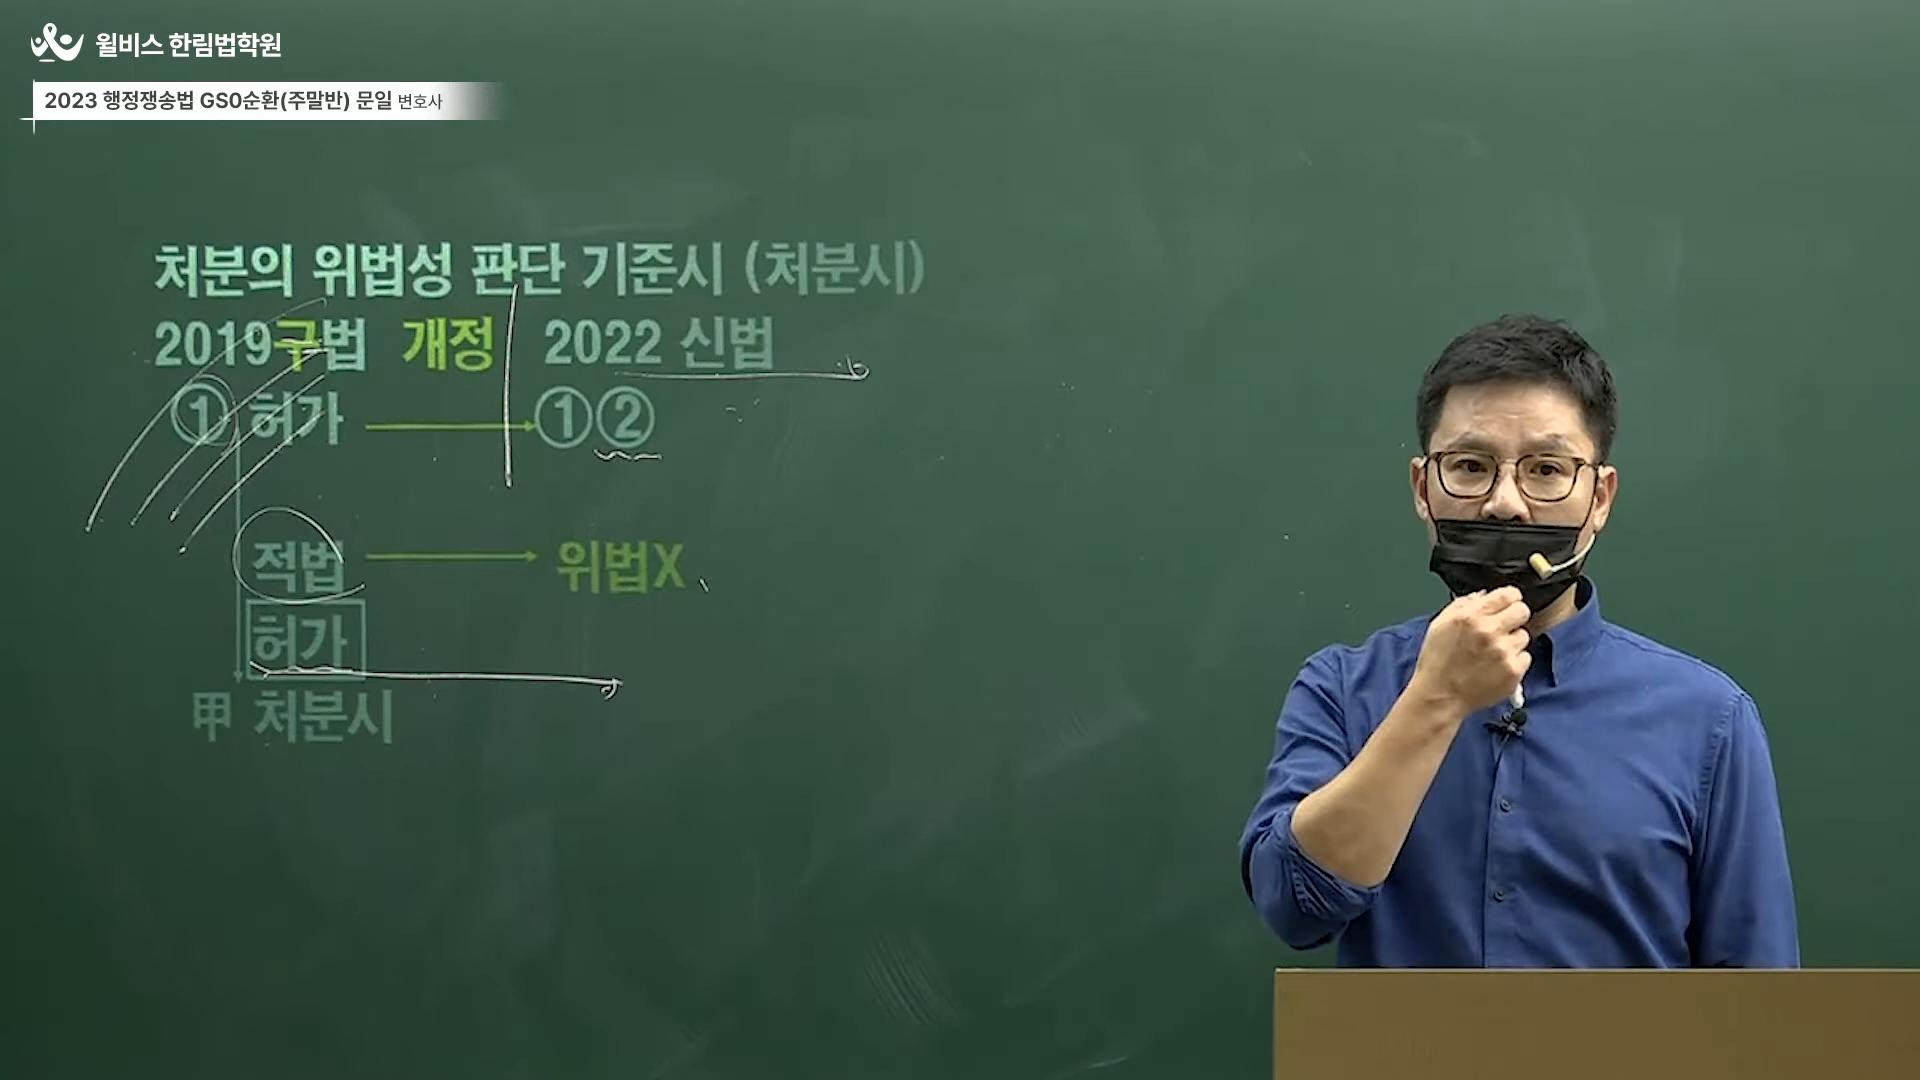 윌비스 한림법학원
2023 행정쟁송법 GS0순환(주말반) 문일 변호사
처분의 위법성 판단 기준시 (처분시)
2019구법 개정 2022 신법
① 허가 ①②
적법 위법X
허가
甲 처분시